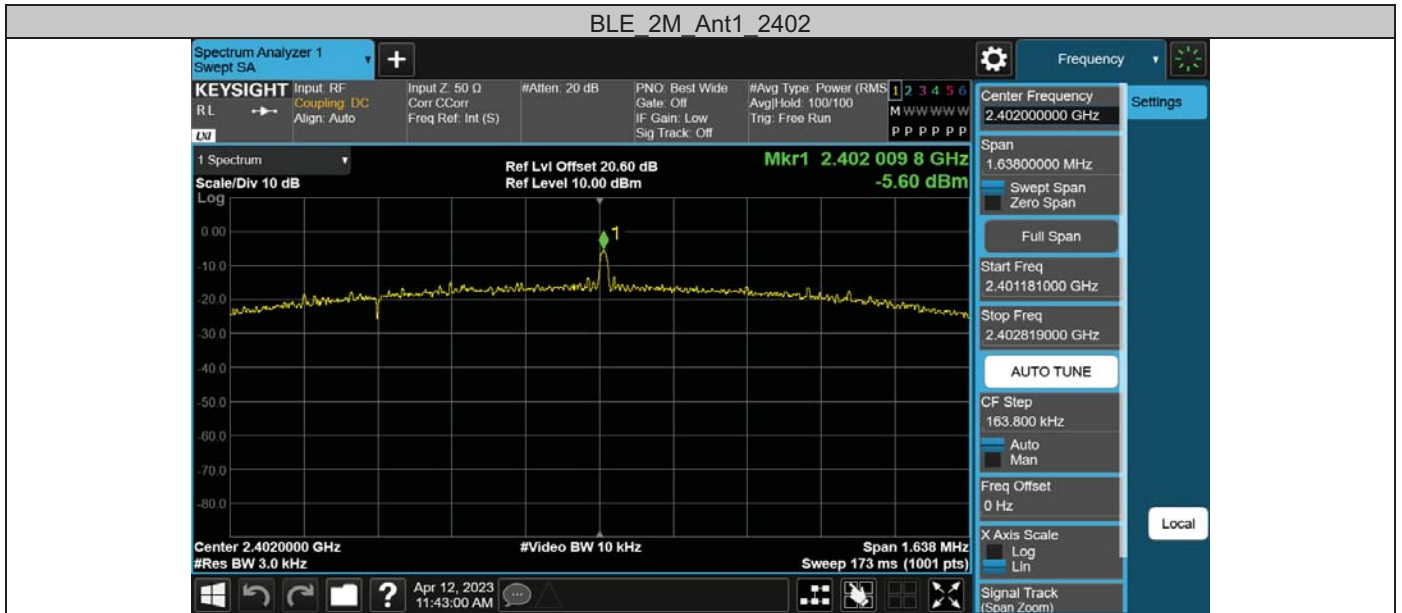 BLE_2M_Ant1_2402
Spectrum Analyzer 1
Swept SA
+
Frequency
KEYSIGHT
RL
LXI
Input: RF
Coupling: DC
Align: Auto
Input Z: 50 Ω
Corr CCorr
Freq Ref: Int (S)
#Atten: 20 dB
PNO: Best Wide
Gate: Off
IF Gain: Low
Sig Track: Off
#Avg Type: Power (RMS
Avg|Hold: 100/100
Trig: Free Run
1 2 3 4 5 6
M W W W W W
P P P P P P
1 Spectrum
Scale/Div 10 dB
Log
Ref Lvl Offset 20.60 dB
Ref Level 10.00 dBm
Mkr1 2.402 009 8 GHz
-5.60 dBm
1
0.00
-10.0
-20.0
-30.0
-40.0
-50.0
-60.0
-70.0
-80.0
Center 2.4020000 GHz
#Res BW 3.0 kHz
#Video BW 10 kHz
Span 1.638 MHz
Sweep 173 ms (1001 pts)
Center Frequency
2.402000000 GHz
Span
1.63800000 MHz
Swept Span
Zero Span
Full Span
Start Freq
2.401181000 GHz
Stop Freq
2.402819000 GHz
AUTO TUNE
CF Step
163.800 kHz
Auto
Man
Freq Offset
0 Hz
X Axis Scale
Log
Lin
Signal Track
(Span Zoom)
Settings
Local
?
Apr 12, 2023
11:43:00 AM